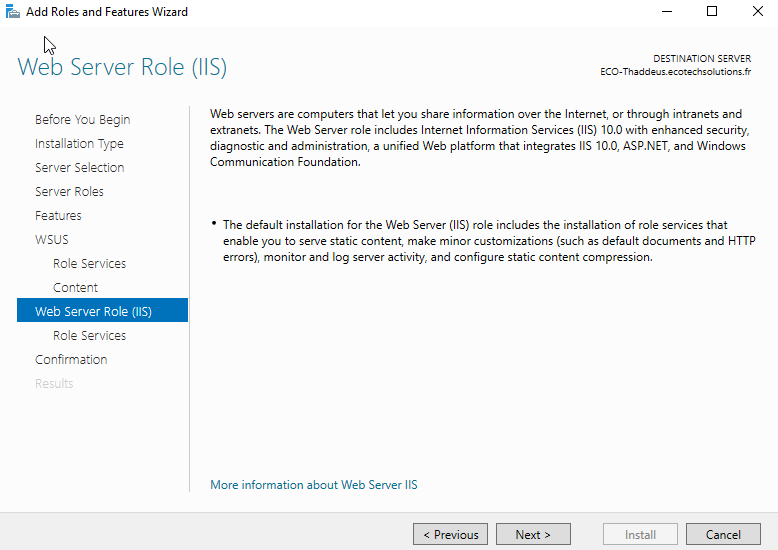 Add Roles and Features Wizard
Web Server Role (IIS)
DESTINATION SERVER
ECO-Thaddeus.ecotechsolutions.fr
Before You Begin
Installation Type
Server Selection
Server Roles
Features
WSUS
Role Services
Content
Web Server Role (IIS)
Role Services
Confirmation
Results
Web servers are computers that let you share information over the Internet, or through intranets and
extranets. The Web Server role includes Internet Information Services (IIS) 10.0 with enhanced security,
diagnostic and administration, a unified Web platform that integrates IIS 10.0, ASP.NET, and Windows
Communication Foundation.
• The default installation for the Web Server (IIS) role includes the installation of role services that
enable you to serve static content, make minor customizations (such as default documents and HTTP
errors), monitor and log server activity, and configure static content compression.
More information about Web Server IIS
< Previous
Next >
Install
Cancel